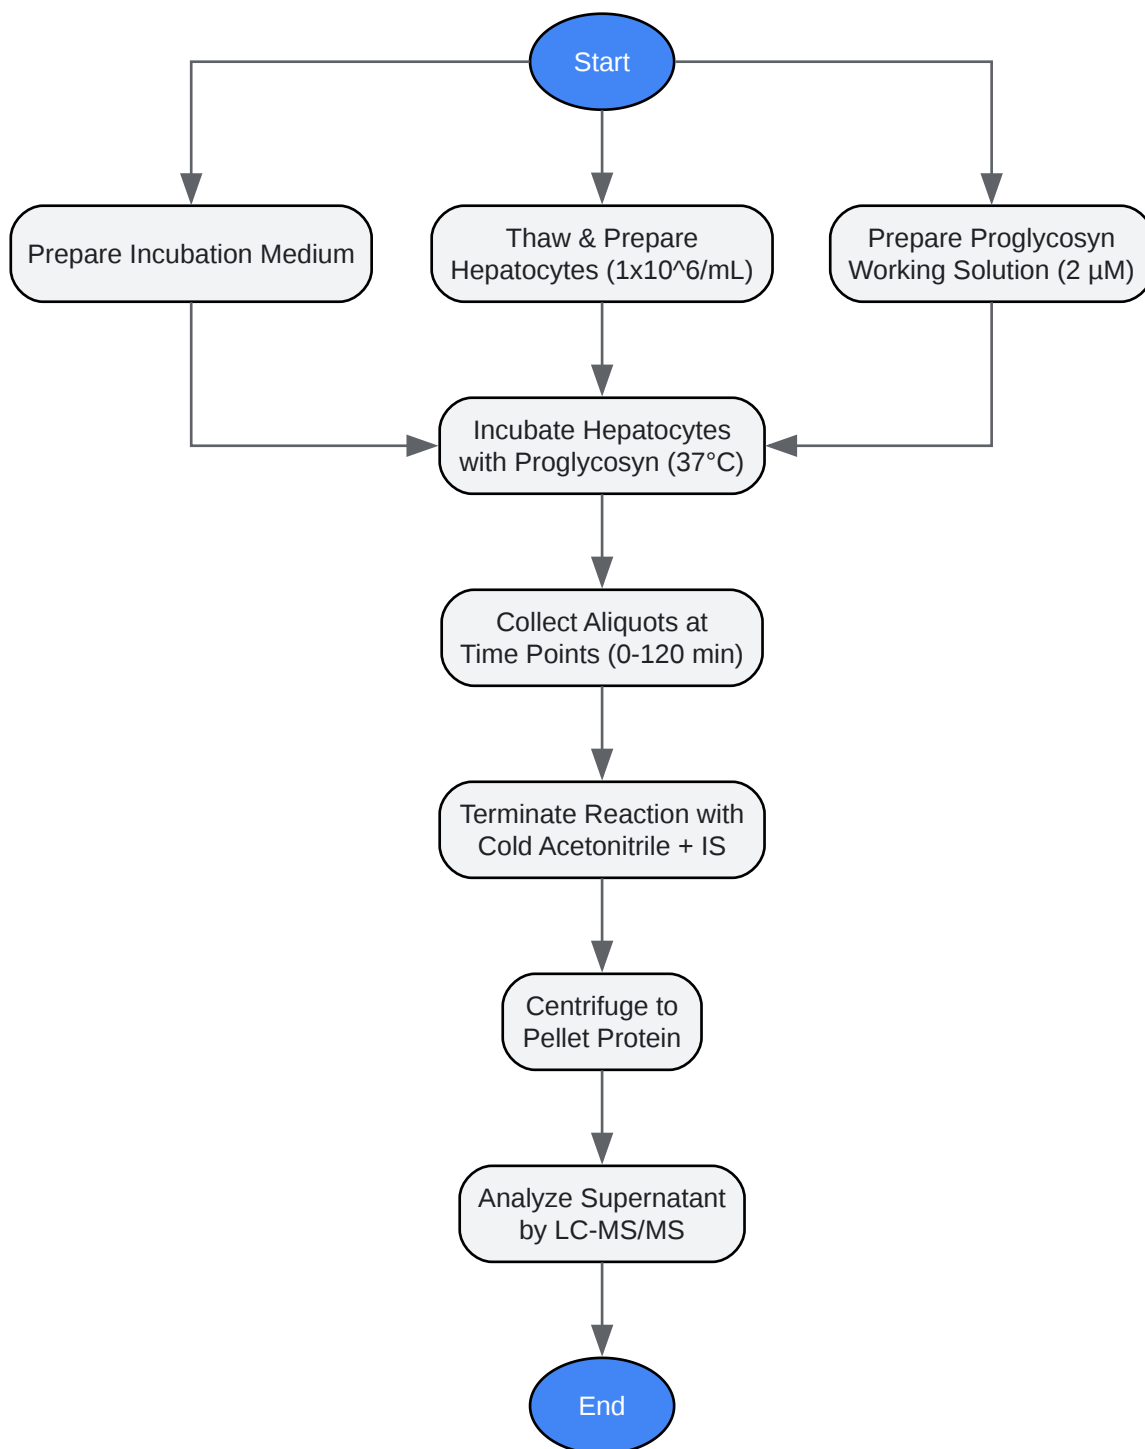 Start
Prepare Incubation Medium
Thaw & Prepare
Hepatocytes (1x10^6/mL)
Prepare Proglycosyn
Working Solution (2 µM)
Incubate Hepatocytes
with Proglycosyn (37°C)
Collect Aliquots at
Time Points (0-120 min)
Terminate Reaction with
Cold Acetonitrile + IS
Centrifuge to
Pellet Protein
Analyze Supernatant
by LC-MS/MS
End